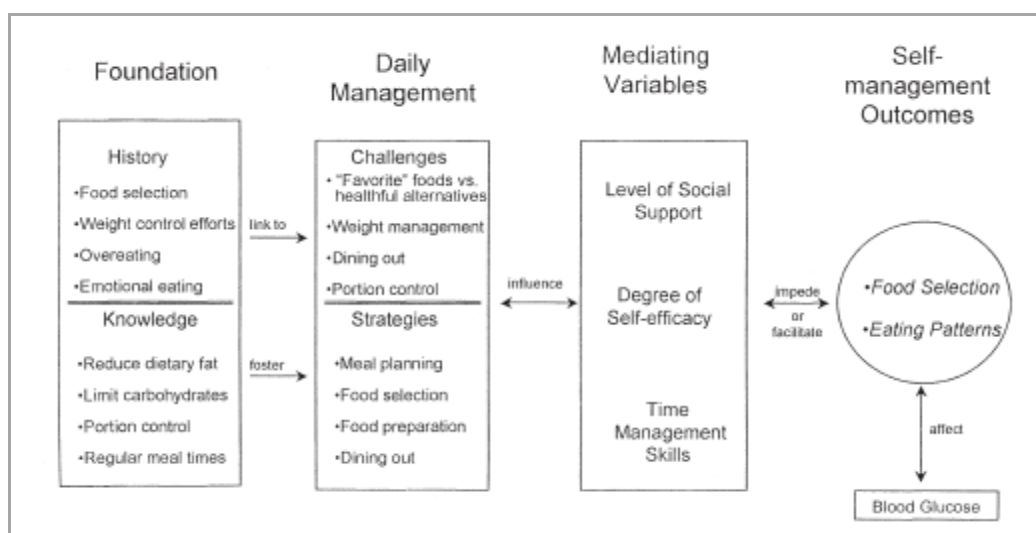 Foundation
Daily
Management
Mediating
Variables
Self-
management
Outcomes
History
•Food selection
•Weight control efforts
•Overeating
•Emotional eating
Knowledge
•Reduce dietary fat
•Limit carbohydrates
•Portion control
•Regular meal times
link to
foster
Challenges
•"Favorite" foods vs.
healthful alternatives
•Weight management
•Dining out
•Portion control
Strategies
•Meal planning
•Food selection
•Food preparation
•Dining out
influence
Level of Social
Support
Degree of
Self-efficacy
Time
Management
Skills
impede
or
facilitate
•Food Selection
•Eating Patterns
affect
Blood Glucose